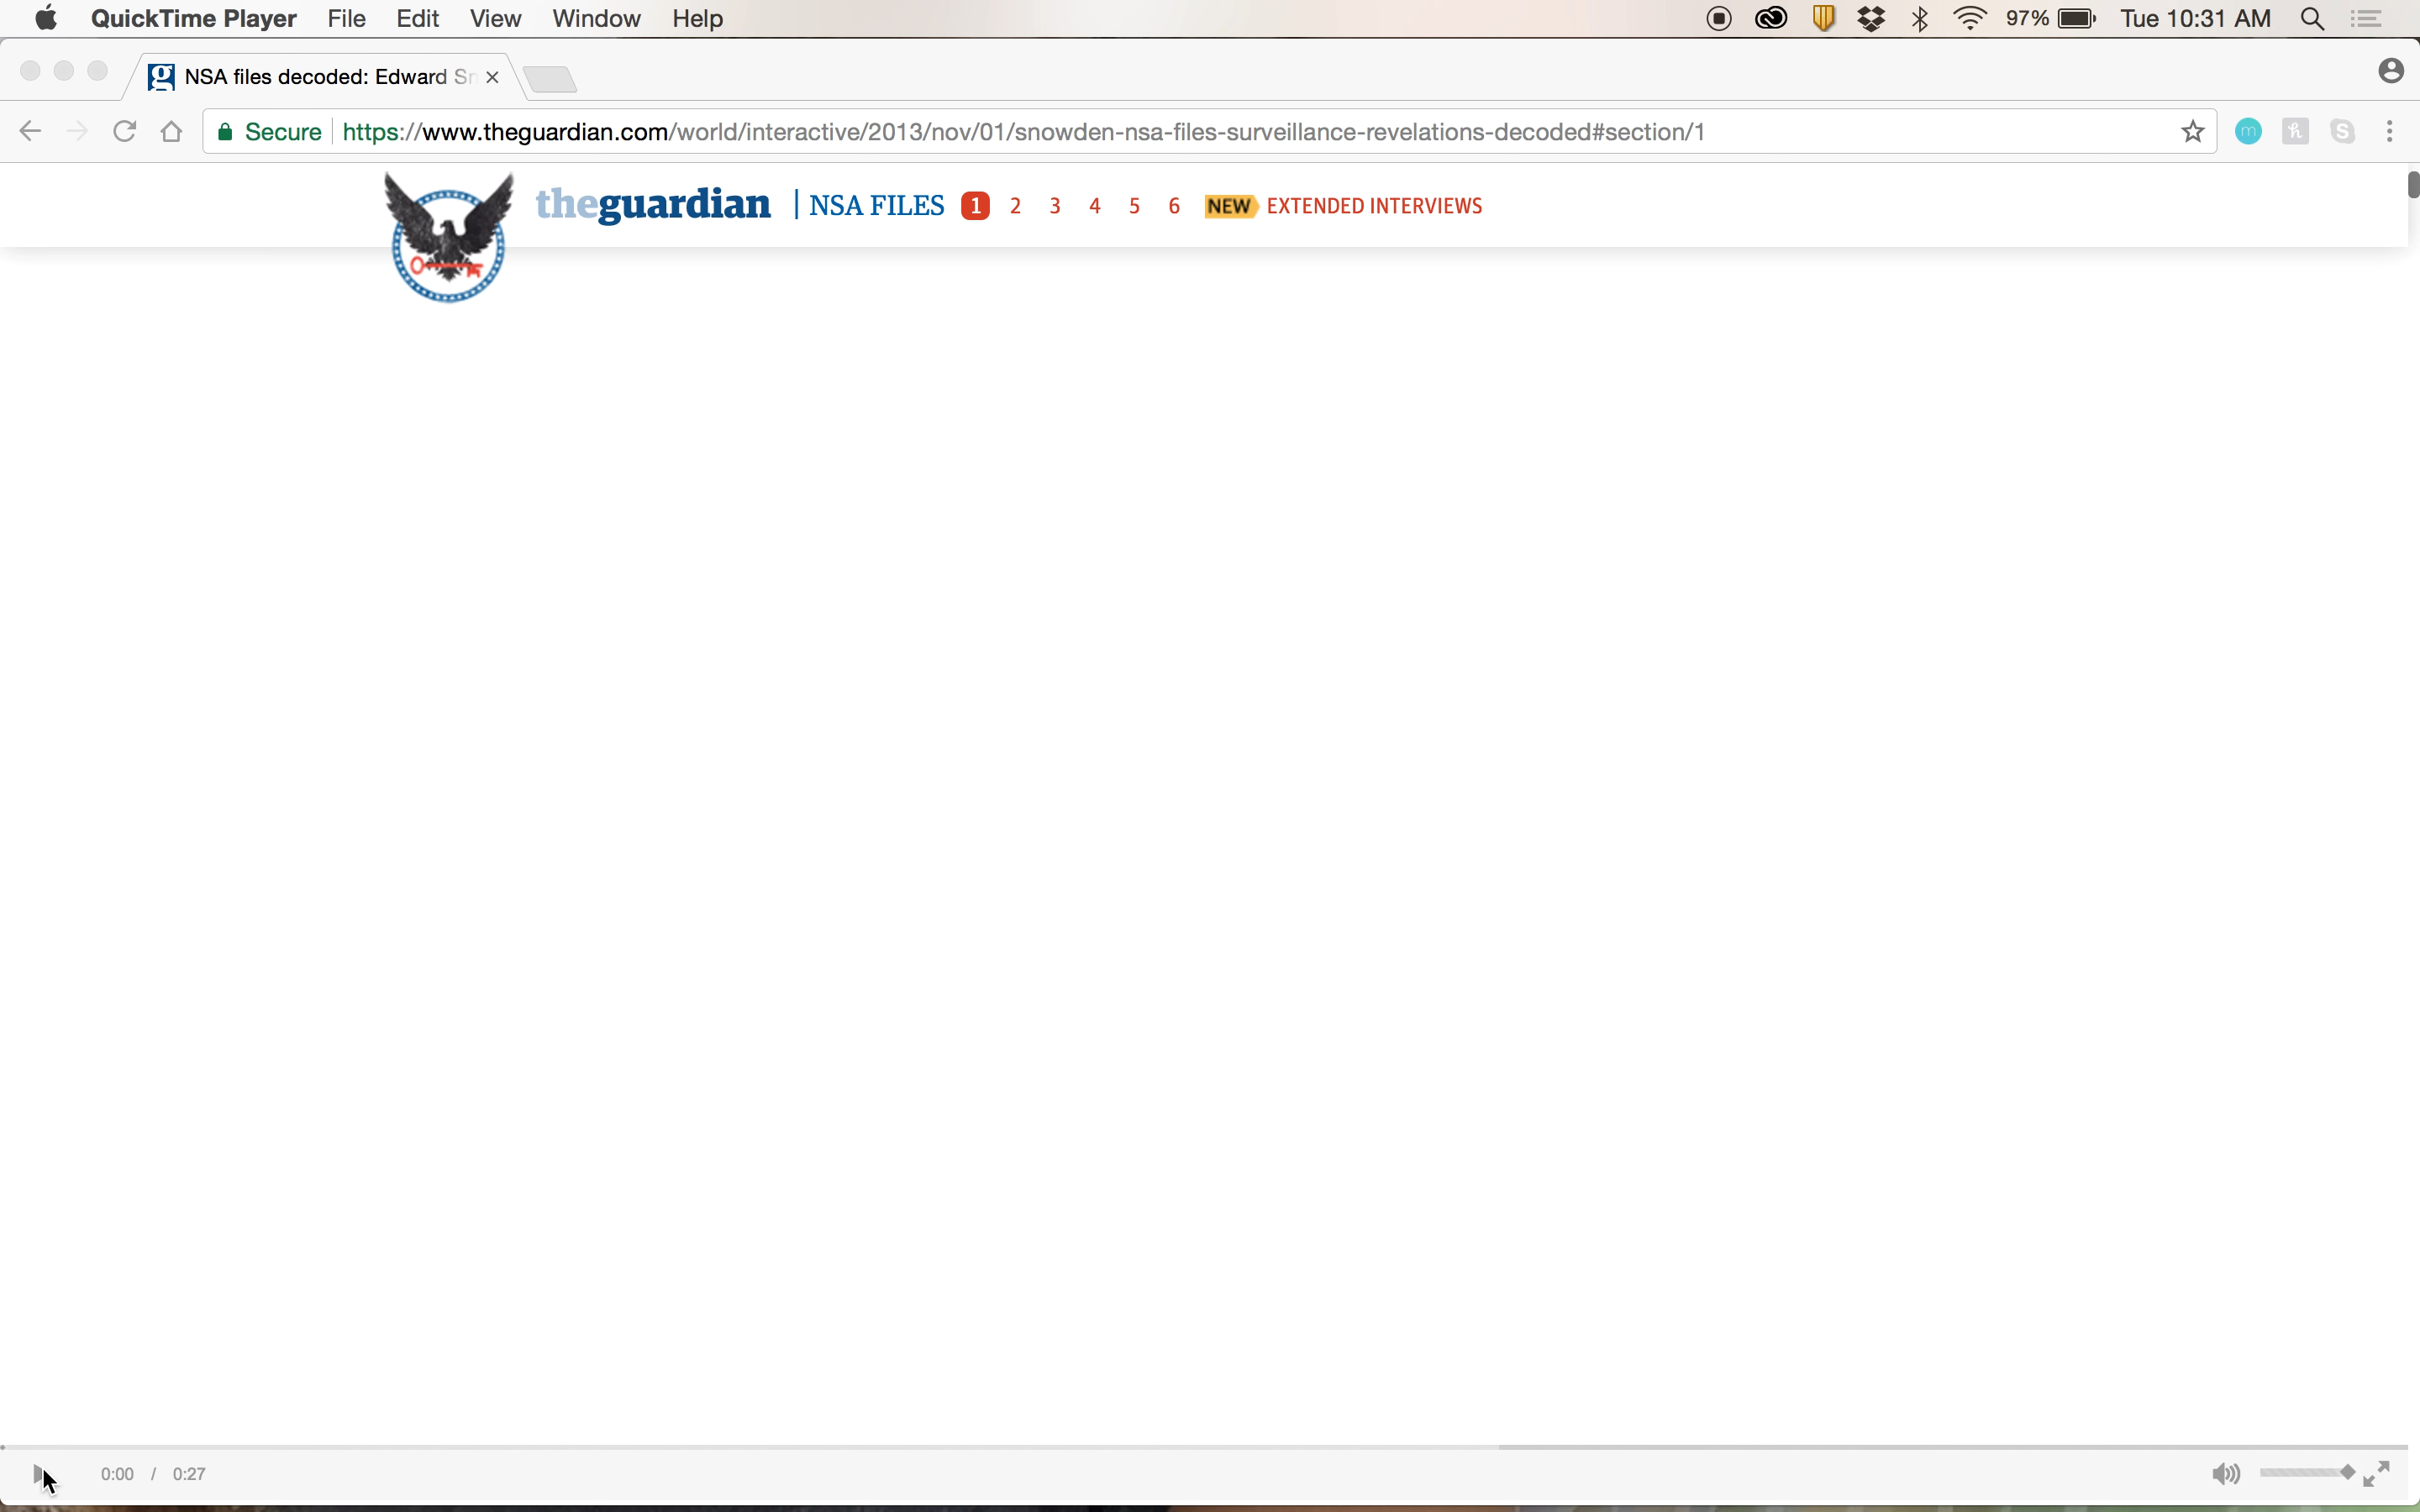 QuickTime Player File Edit View Window Help 97% Tue 10:31 AM
NSA files decoded: Edward Sn
Secure https://www.theguardian.com/world/interactive/2013/nov/01/snowden-nsa-files-surveillance-revelations-decoded#section/1
theguardian | NSA FILES 1 2 3 4 5 6 NEW EXTENDED INTERVIEWS
0:00 / 0:27